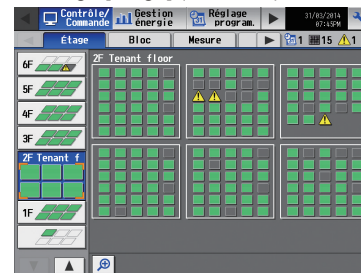 Contrôle/ Commande
Gestion énergie
Réglage program.
31/03/2014
07:45PM
Étage
Bloc
Mesure
1
15
1
6F
2F Tenant floor
5F
4F
3F
2F Tenant f
1F